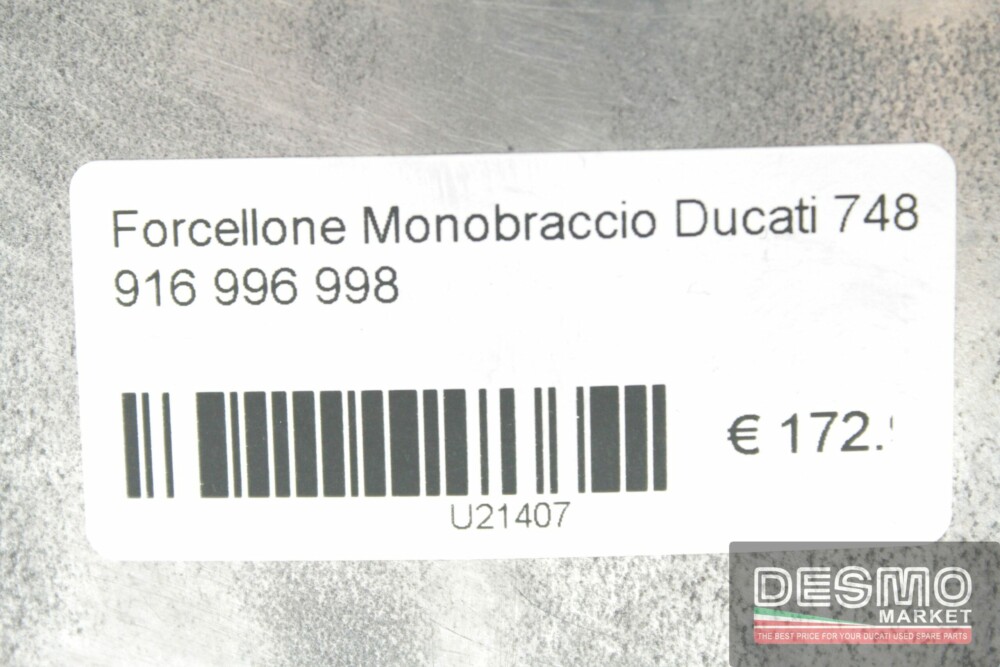 Forcellone Monobraccio Ducati 748
916 996 998
€ 172.
U21407
DESMO
MARKET
THE BEST PRICE FOR YOUR DUCATI USED SPARE PARTS